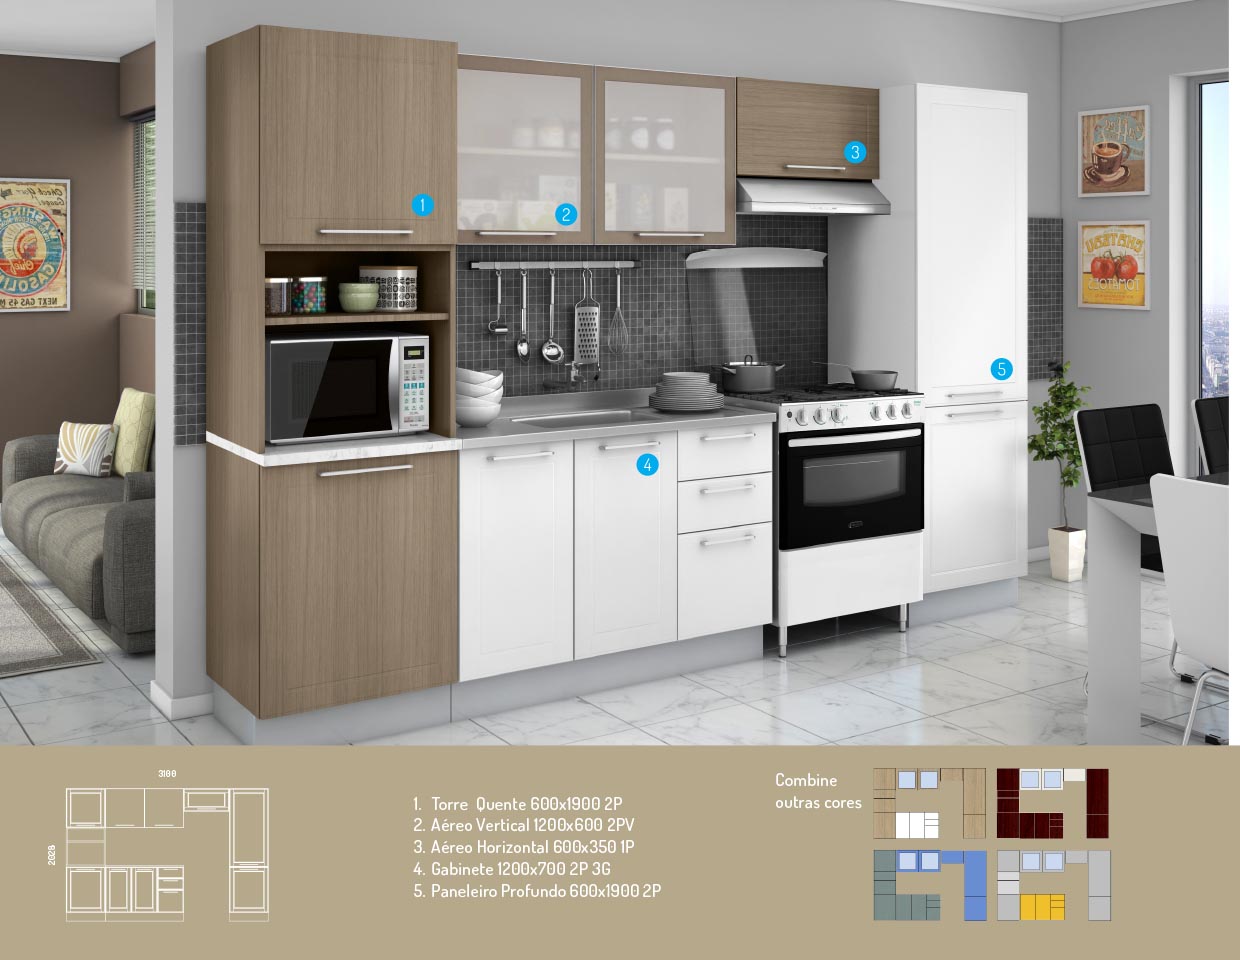 1
2
3
4
5
3100
2028
1. Torre Quente 600x1900 2P
2. Aéreo Vertical 1200x600 2PV
3. Aéreo Horizontal 600x350 1P
4. Gabinete 1200x700 2P 3G
5. Paneleiro Profundo 600x1900 2P
Combine
outras cores